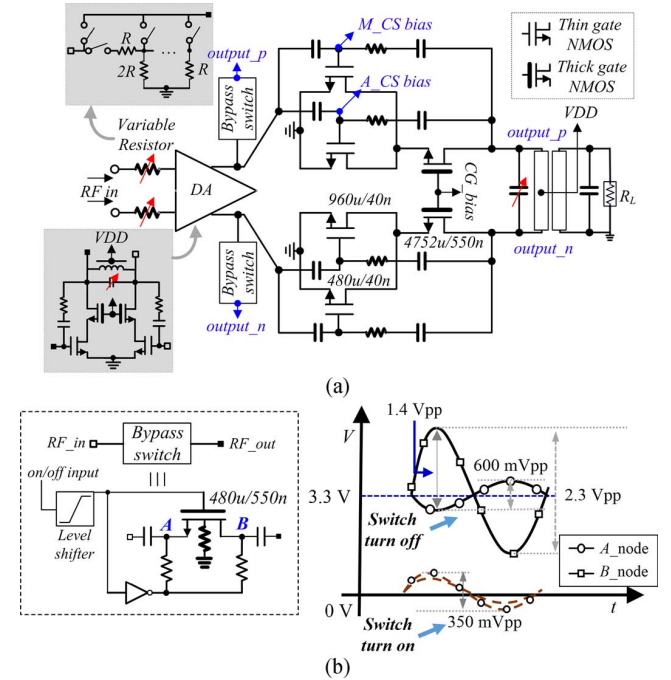 R
2R
...
R
Variable
Resistor
RF in
DA
VDD
output_p
Bypass
switch
Bypass
switch
output_n
M_CS bias
A_CS bias
960u/40n
480u/40n
CG_bias
4752u/550n
Thin gate
NMOS
Thick gate
NMOS
VDD
output_p
output_n
R_L
(a)
RF_in
Bypass
switch
RF_out
on/off input
Level
shifter
480u/550n
A
B
V
1.4 Vpp
600 mVpp
2.3 Vpp
3.3 V
Switch
turn off
A_node
B_node
0 V
t
Switch
turn on
350 mVpp
(b)